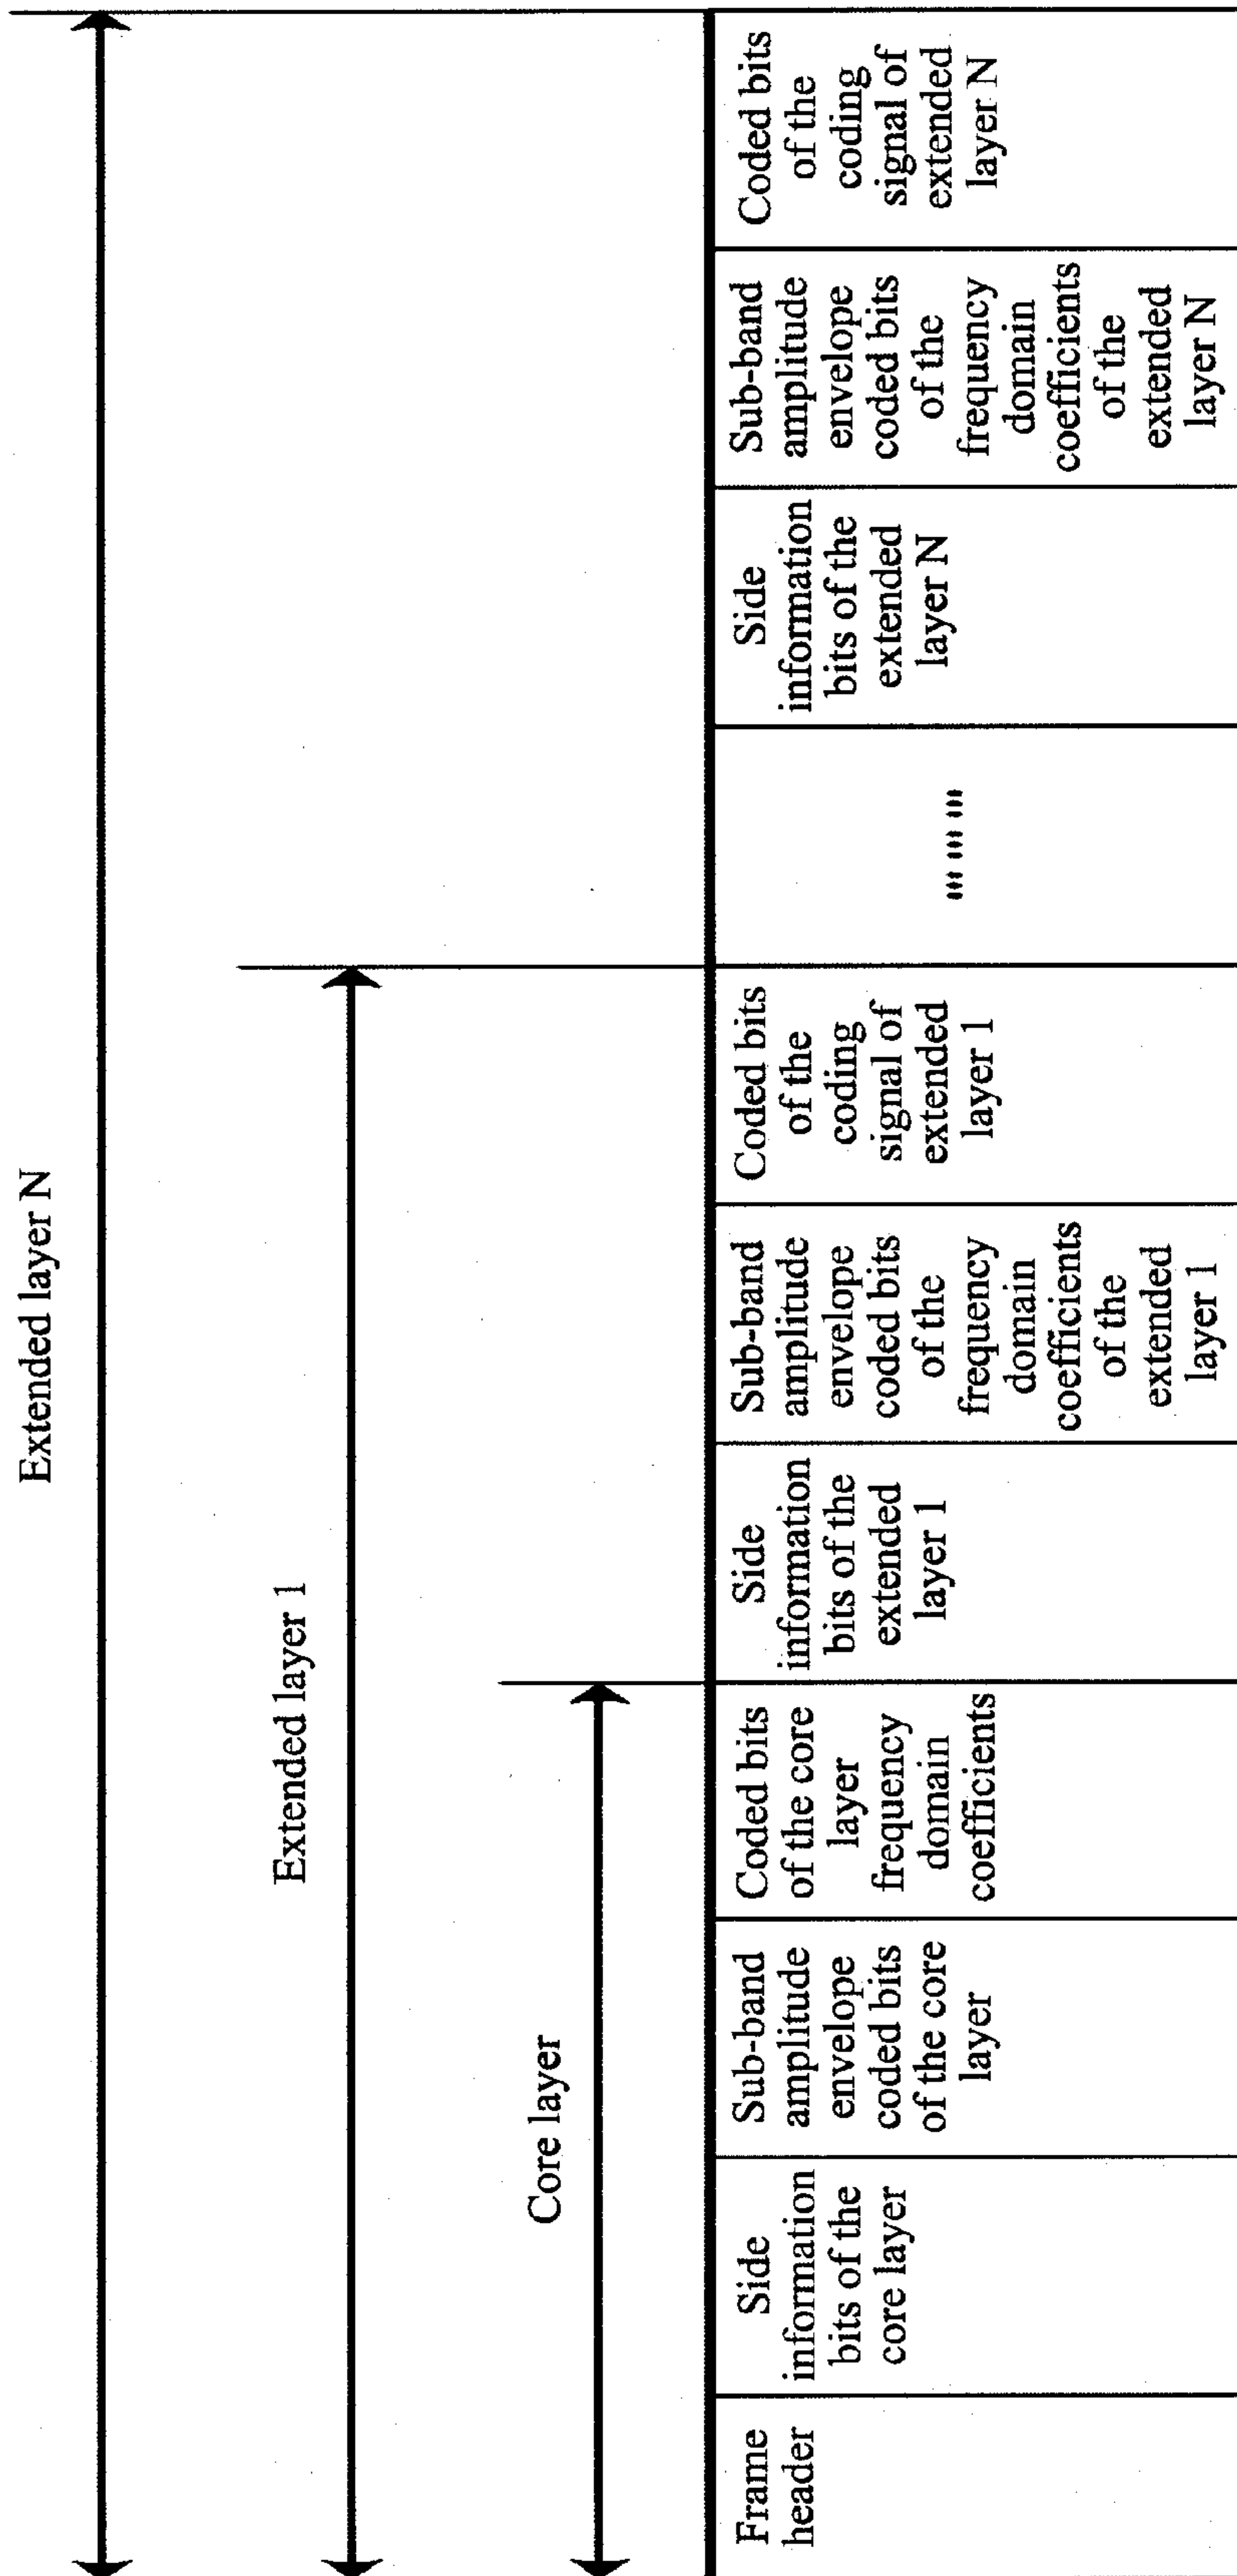 Extended layer N
Extended layer 1
Core layer
Frame
header
Side
information
bits of the
core layer
Sub-band
amplitude
envelope
coded bits
of the core
layer
Coded bits
of the core
layer
frequency
domain
coefficients
Side
information
bits of the
extended
layer 1
Sub-band
amplitude
envelope
coded bits
of the
frequency
domain
coefficients
of the
extended
layer 1
Coded bits
of the
coding
signal of
extended
layer 1
... ... ...
Side
information
bits of the
extended
layer N
Sub-band
amplitude
envelope
coded bits
of the
frequency
domain
coefficients
of the
extended
layer N
Coded bits
of the
coding
signal of
extended
layer N